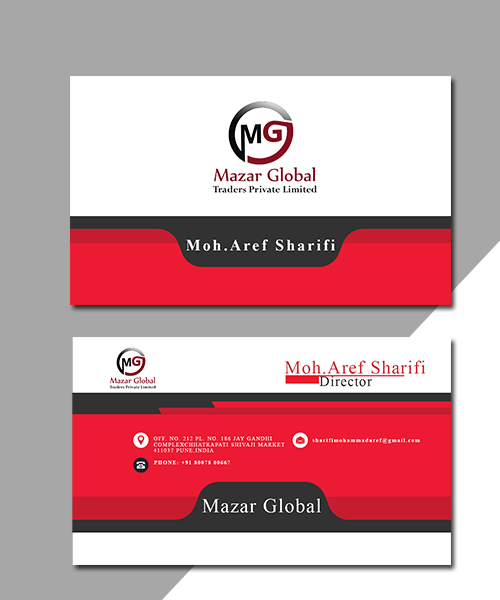 MG
Mazar Global
Traders Private Limited
Moh.Aref Sharifi
MG
Mazar Global
Traders Private Limited
Moh.Aref Sharifi
Director
OFF. NO. 212 PL. NO. 186 JAY GANDHI
COMPLEXCHHATRAPATI SHIVAJI MARKET
411037 PUNE,INDIA
sharifimohammadaref@gmail.com
PHONE: +91 80078 00667
Mazar Global